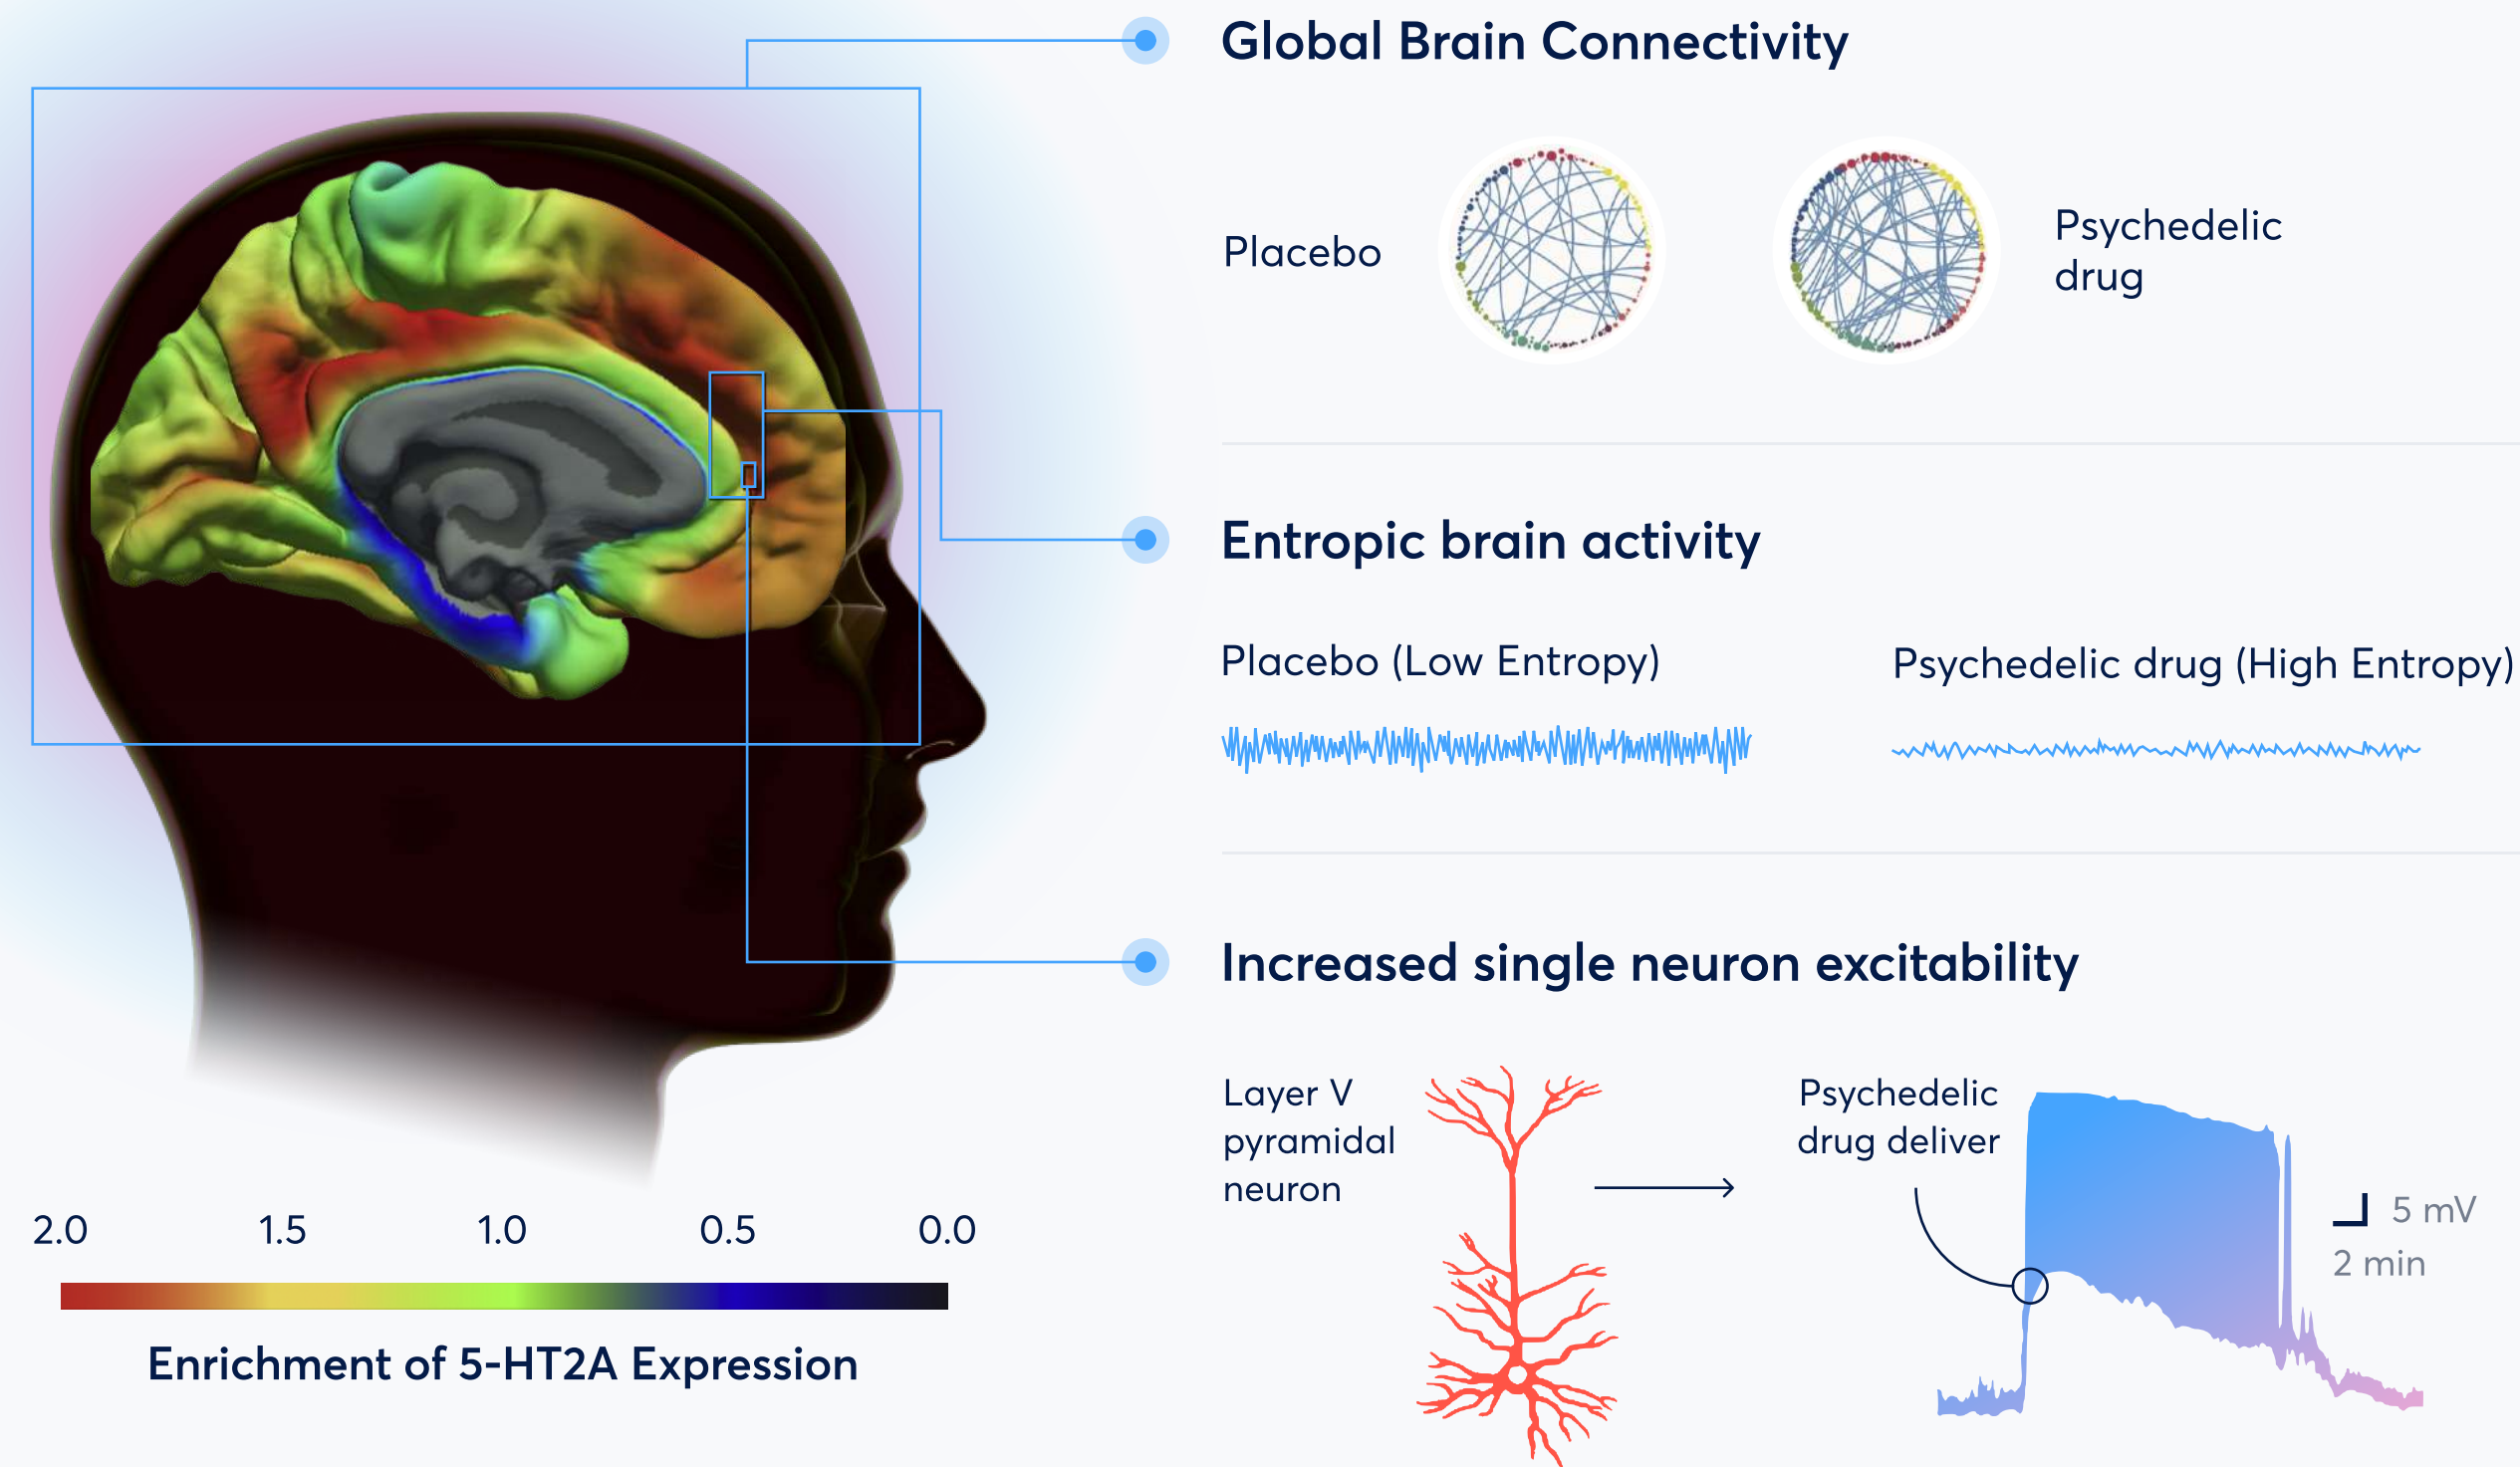 Global Brain Connectivity
Placebo
Psychedelic
drug
Entropic brain activity
Placebo (Low Entropy)
Psychedelic drug (High Entropy)
Increased single neuron excitability
Layer V
pyramidal
neuron
Psychedelic
drug deliver
5 mV
2 min
2.0 1.5 1.0 0.5 0.0
Enrichment of 5-HT2A Expression